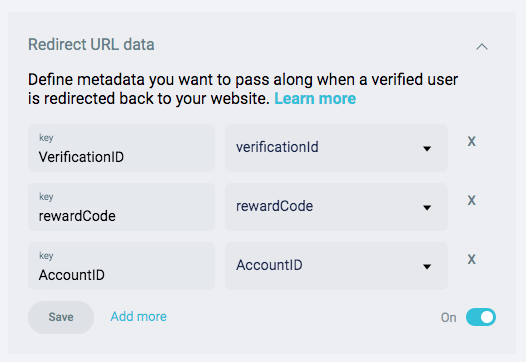 Redirect URL data
Define metadata you want to pass along when a verified user
is redirected back to your website. Learn more
key
VerificationID
verificationId
X
key
rewardCode
rewardCode
X
key
AccountID
AccountID
X
Save
Add more
On